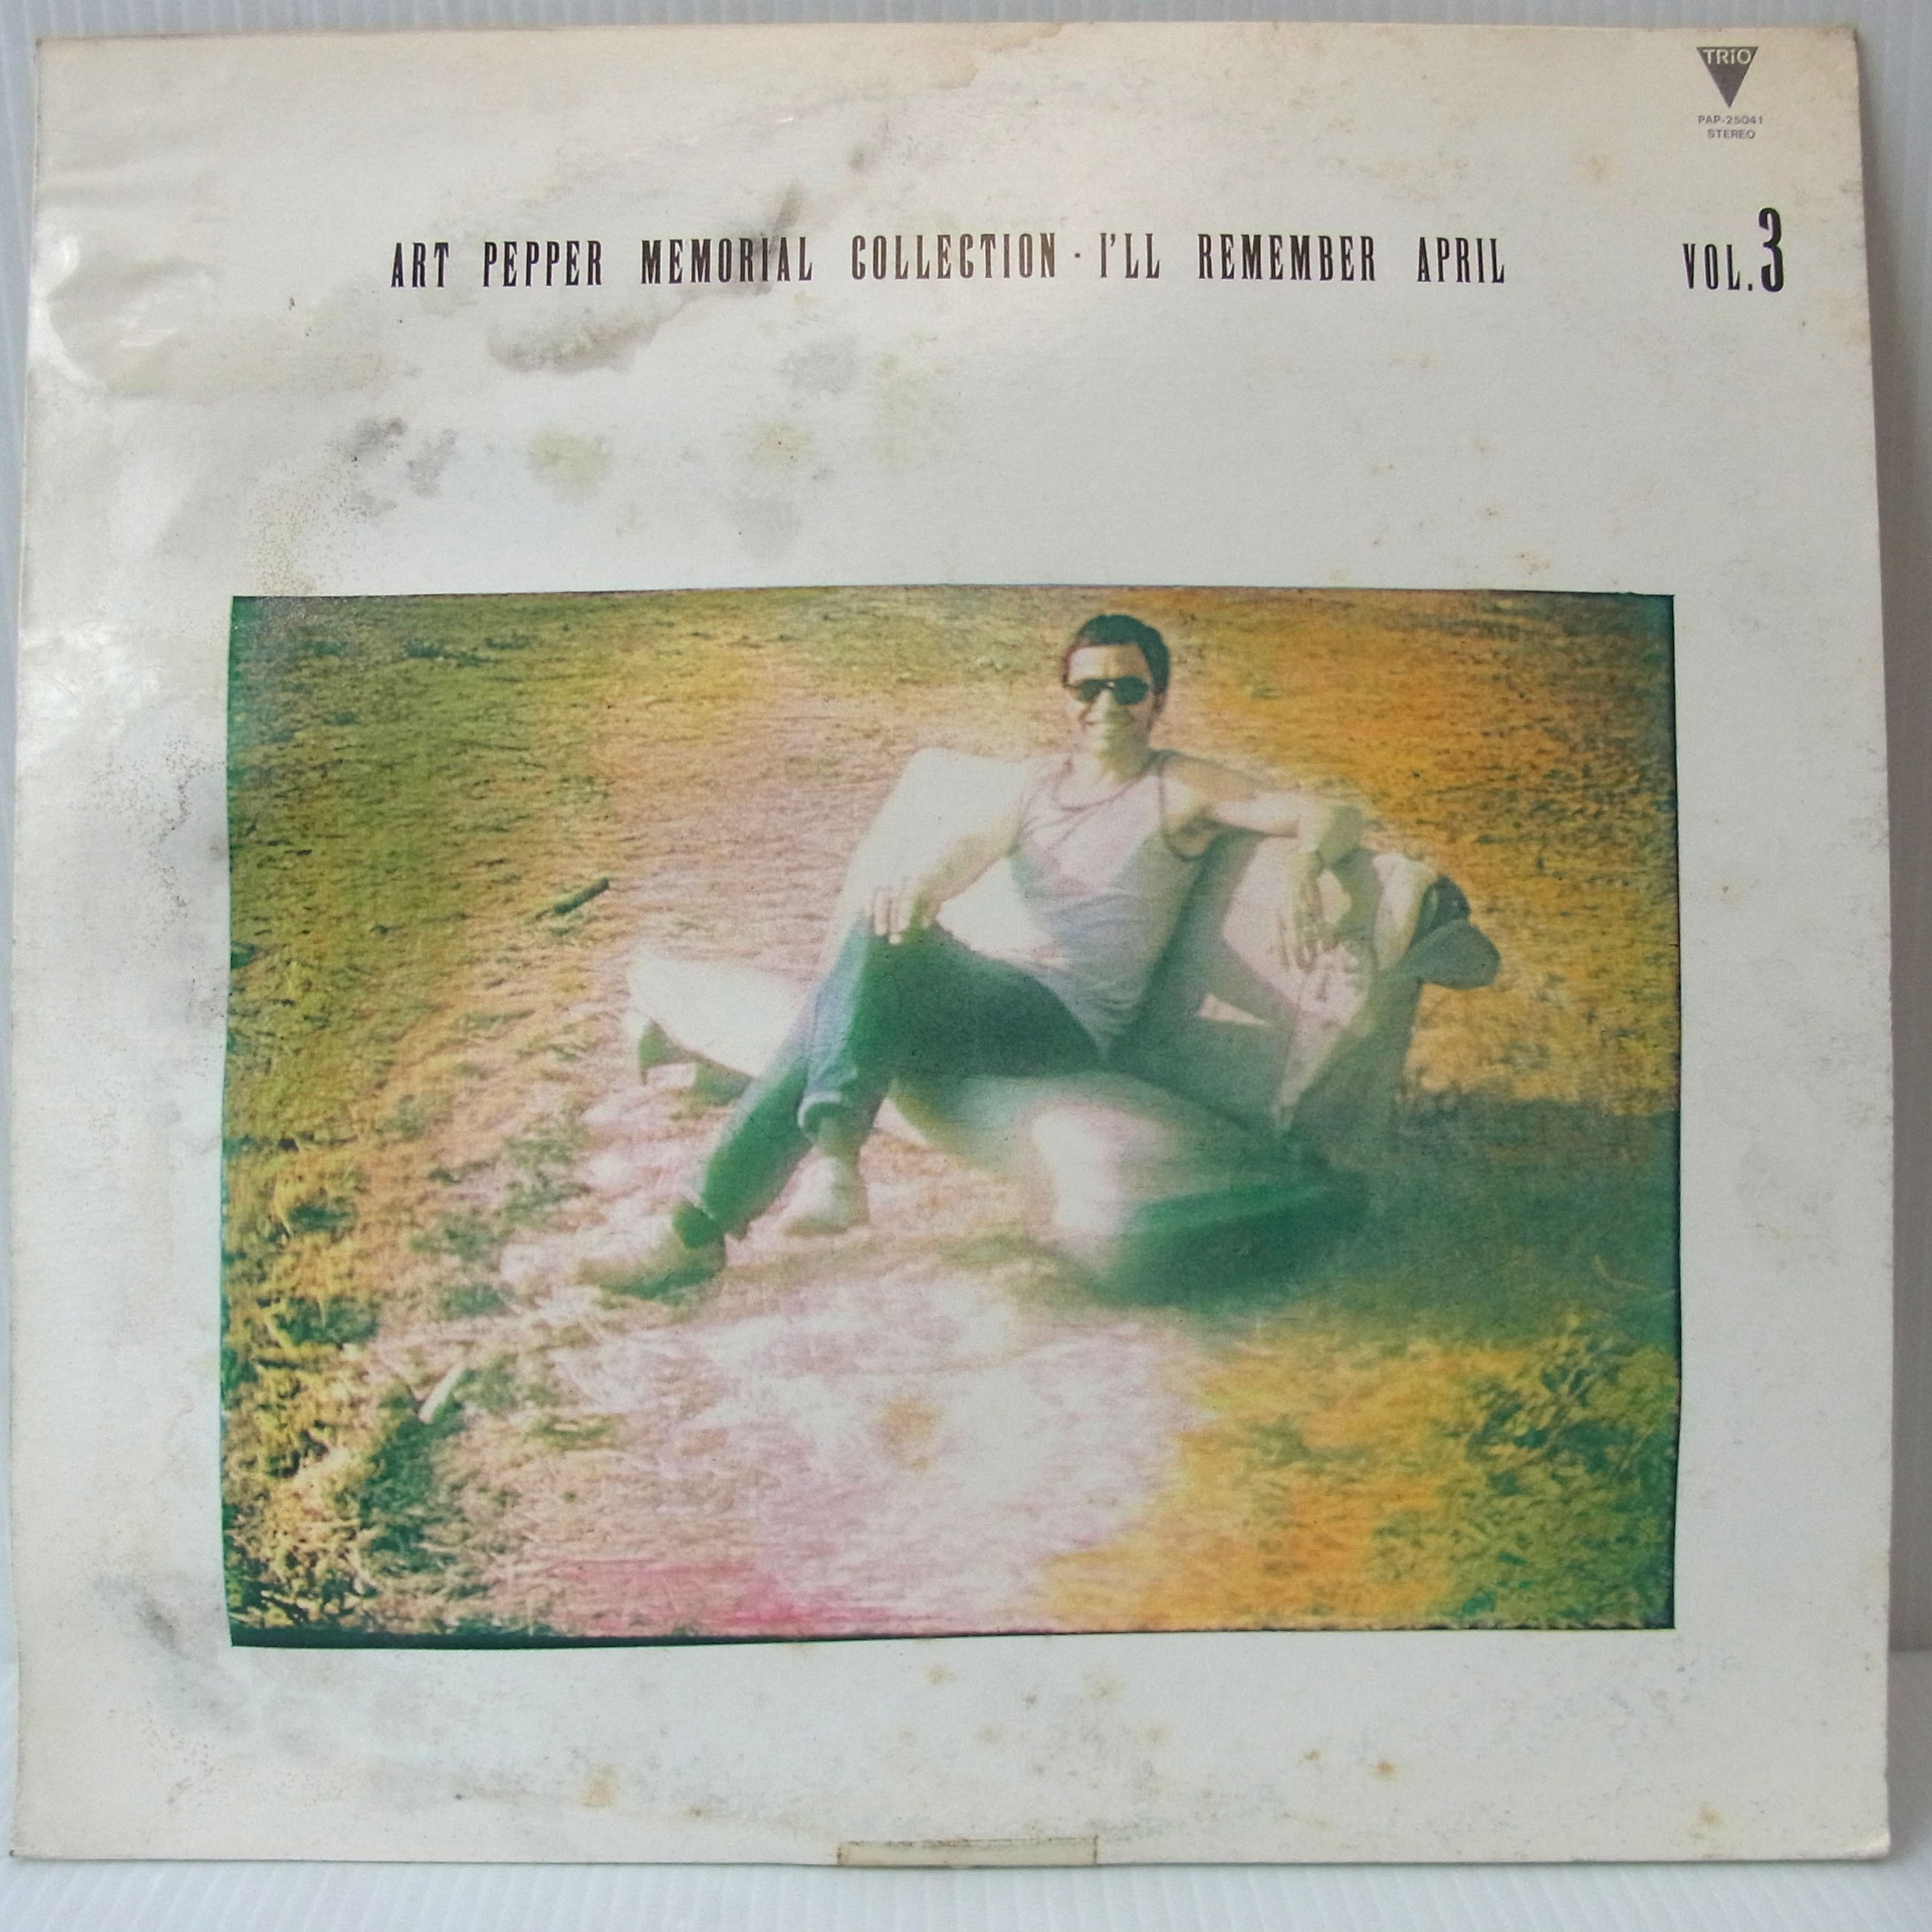 TRIO
PAP-25041
STEREO
ART PEPPER MEMORIAL COLLECTION · I'LL REMEMBER APRIL VOL.3